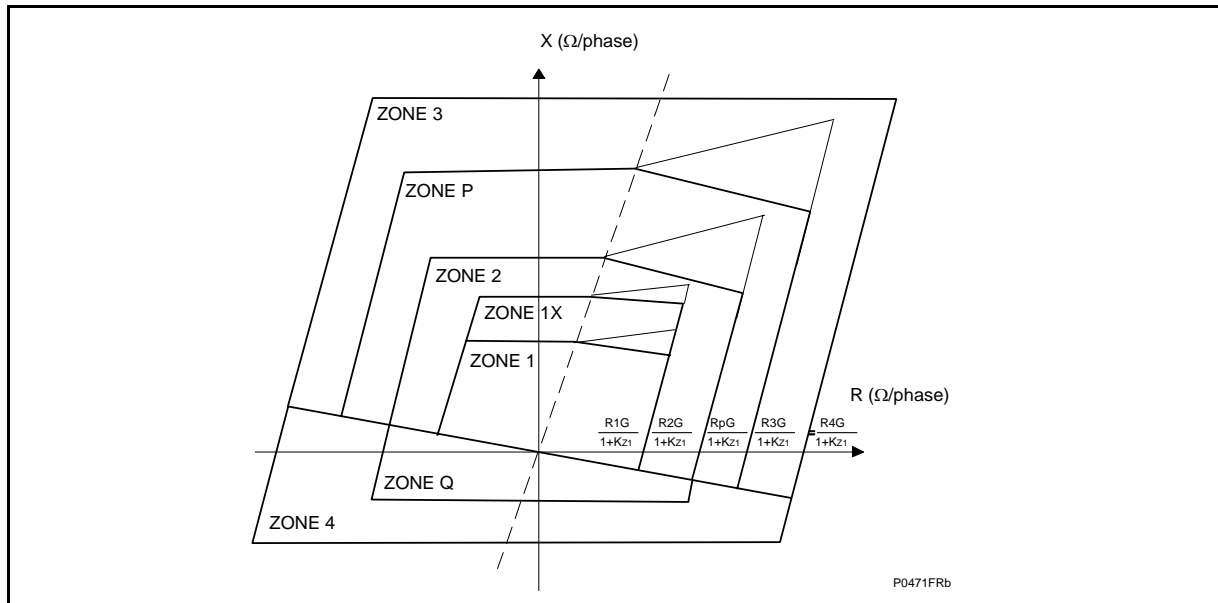 X (Ω/phase)
ZONE 3
ZONE P
ZONE 2
ZONE 1X
ZONE 1
R (Ω/phase)
R1G R2G RpG R3G = R4G
1+KZ1 1+KZ1 1+KZ1 1+KZ1 1+KZ1
ZONE Q
ZONE 4
P0471FRb